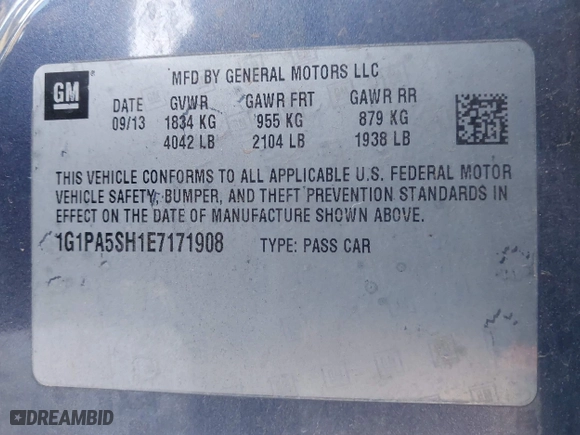 GM
MFD BY GENERAL MOTORS LLC
DATE GVWR GAWR FRT GAWR RR
09/13 1834 KG 955 KG 879 KG
4042 LB 2104 LB 1938 LB
THIS VEHICLE CONFORMS TO ALL APPLICABLE U.S. FEDERAL MOTOR
VEHICLE SAFETY, BUMPER, AND THEFT PREVENTION STANDARDS IN
EFFECT ON THE DATE OF MANUFACTURE SHOWN ABOVE.
1G1PA5SH1E7171908 TYPE: PASS CAR
DREAMBID